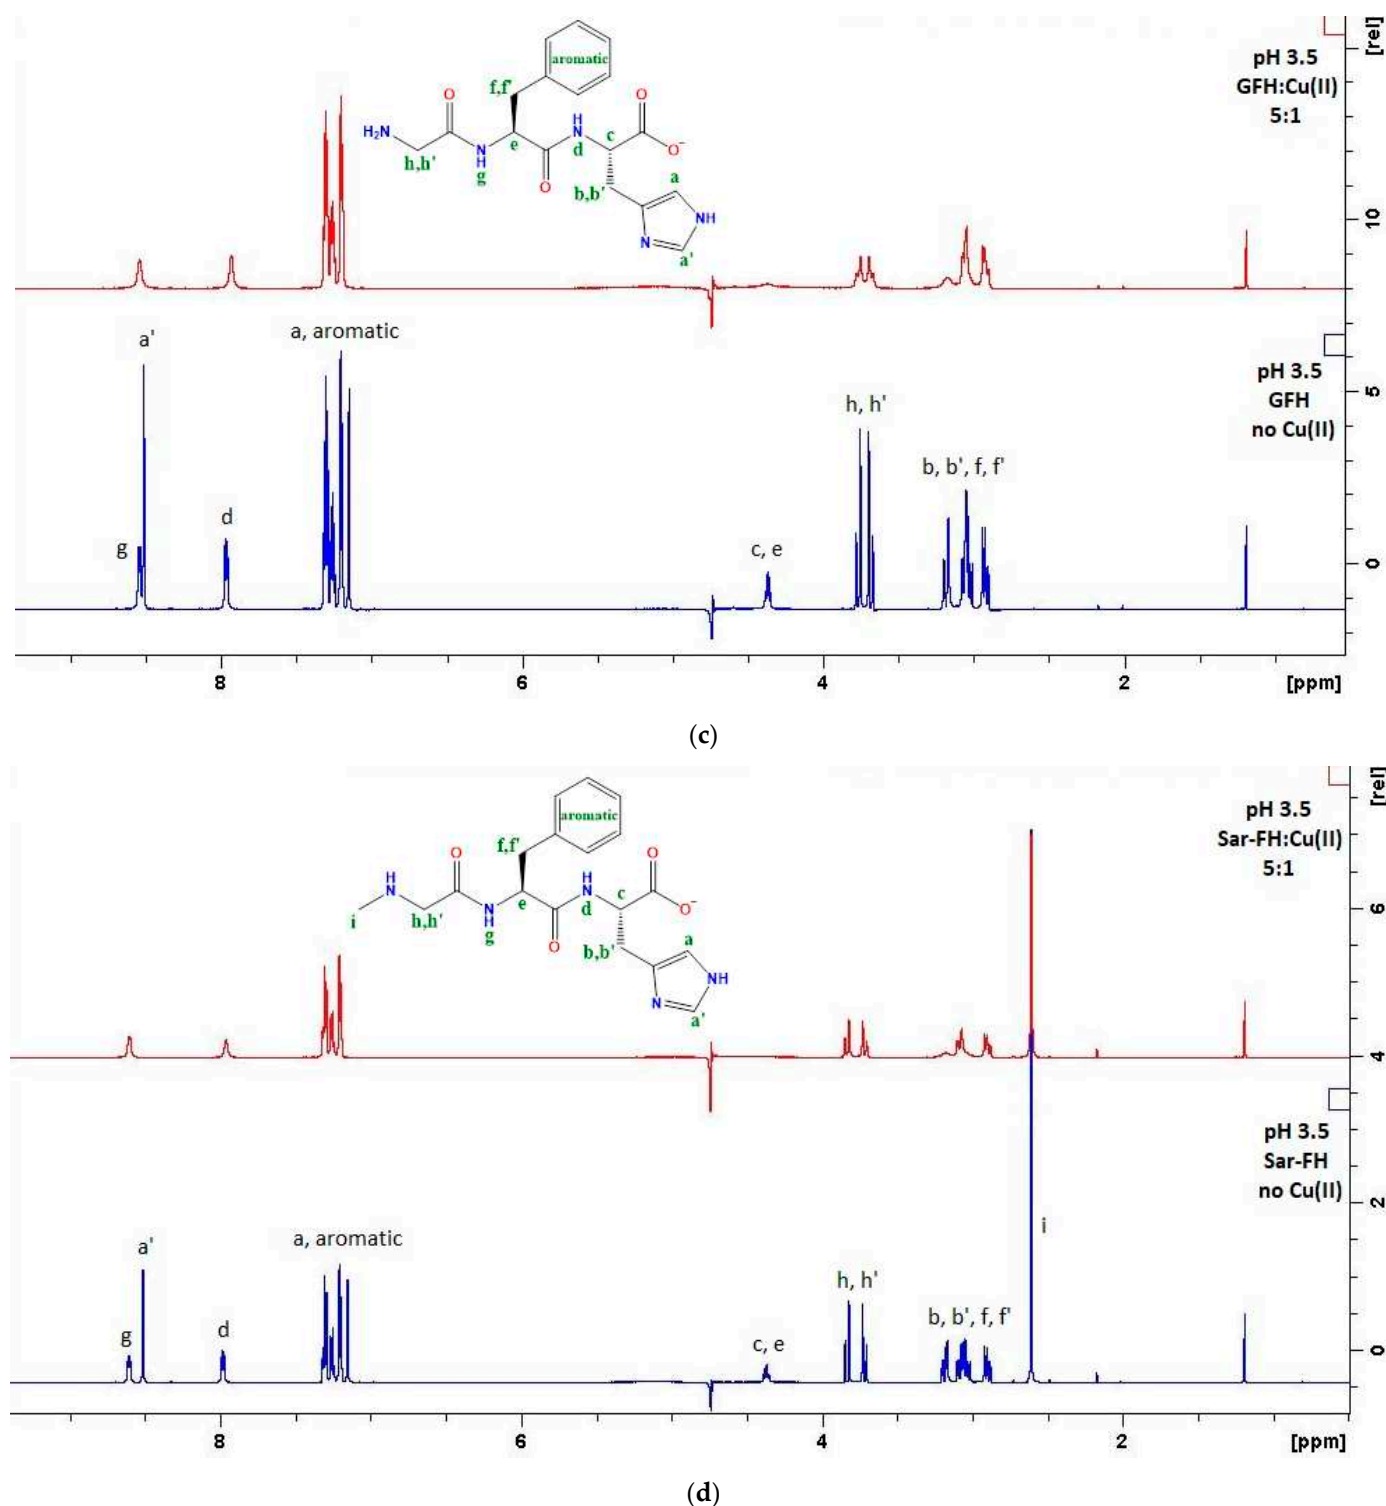 [rel]
pH 3.5
GFH:Cu(II)
5:1
aromatic
f,f'
O
H
N
O
H₂N
c
O⁻
e
d
N
H
h,h'
g
O
b,b'
a
NH
N
a'
10
a'
a, aromatic
pH 3.5
GFH
no Cu(II)
5
h, h'
b, b', f, f'
d
g
c, e
0
8
6
4
2
[ppm]
(c)
[rel]
pH 3.5
Sar-FH:Cu(II)
5:1
aromatic
f,f'
O
H
N
H
N
O
c
O⁻
i
h,h'
N
H
g
e
d
O
b,b'
a
NH
N
a'
6
4
pH 3.5
Sar-FH
no Cu(II)
2
i
a'
a, aromatic
h, h'
b, b', f, f'
g
d
c, e
0
8
6
4
2
[ppm]
(d)